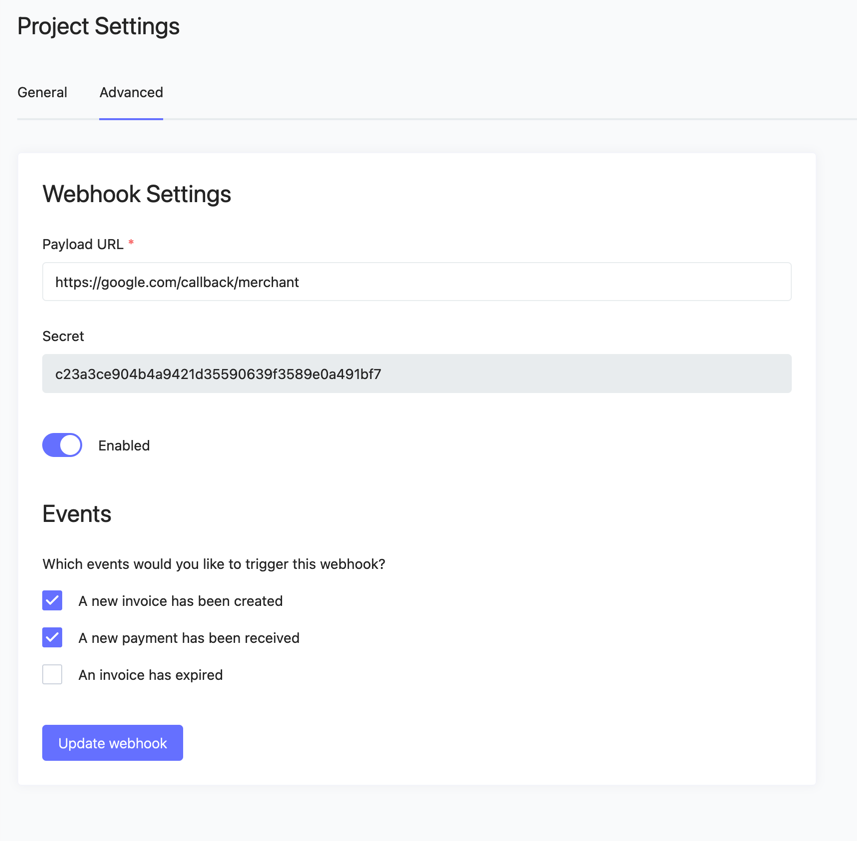 Project Settings
General Advanced
Webhook Settings
Payload URL *
https://google.com/callback/merchant
Secret
c23a3ce904b4a9421d35590639f3589e0a491bf7
Enabled
Events
Which events would you like to trigger this webhook?
A new invoice has been created
A new payment has been received
An invoice has expired
Update webhook